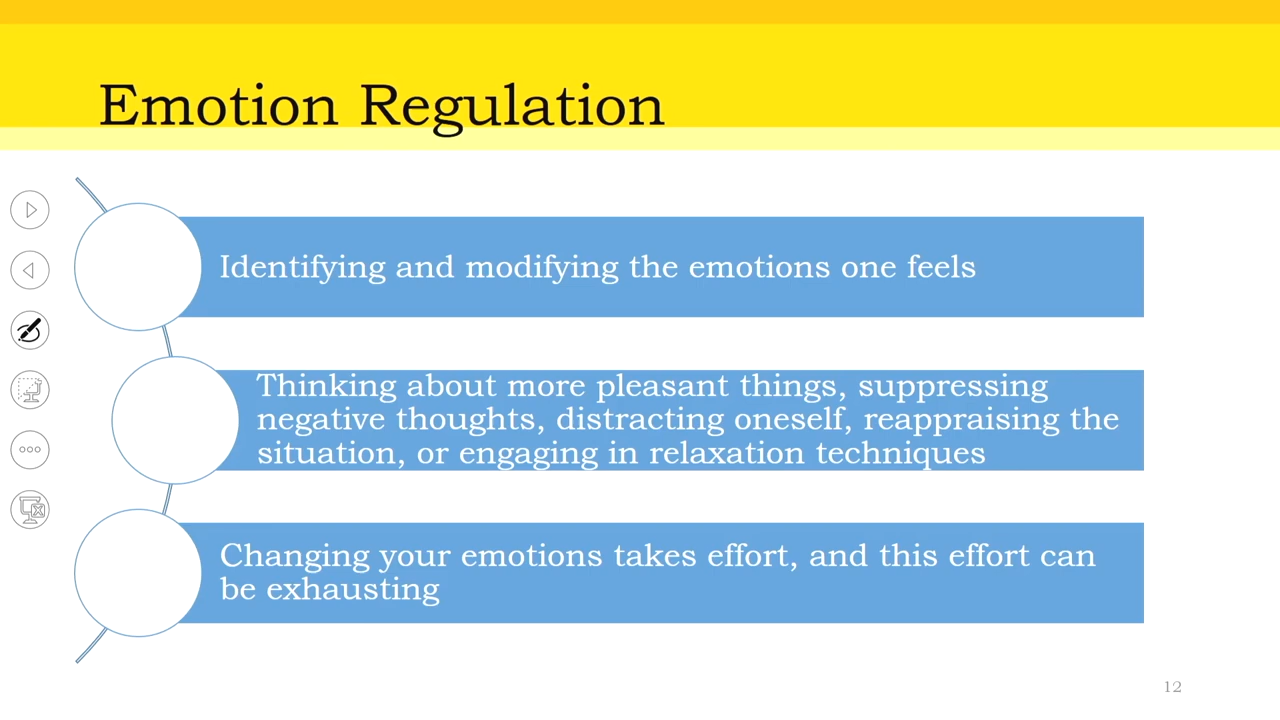 Emotion Regulation
Identifying and modifying the emotions one feels
Thinking about more pleasant things, suppressing
negative thoughts, distracting oneself, reappraising the
situation, or engaging in relaxation techniques
Changing your emotions takes effort, and this effort can
be exhausting
12